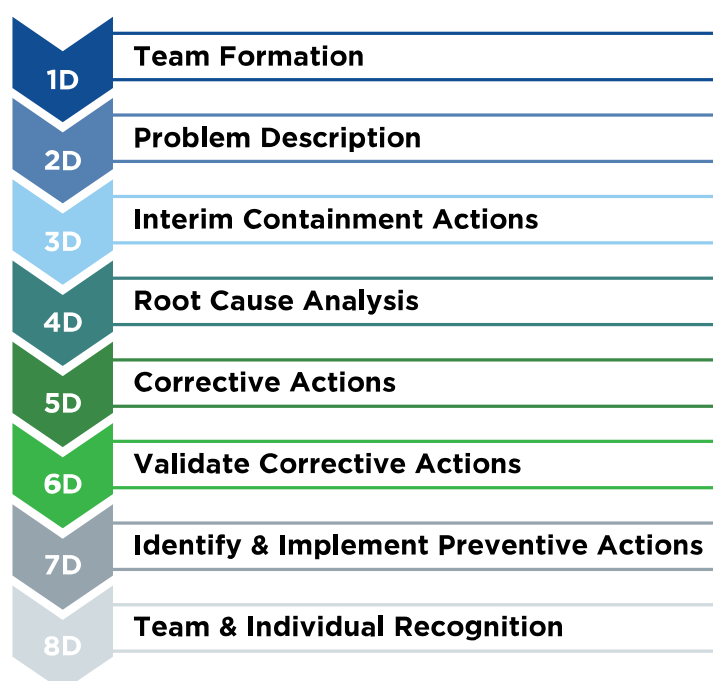 1D Team Formation
2D Problem Description
3D Interim Containment Actions
4D Root Cause Analysis
5D Corrective Actions
6D Validate Corrective Actions
7D Identify & Implement Preventive Actions
8D Team & Individual Recognition